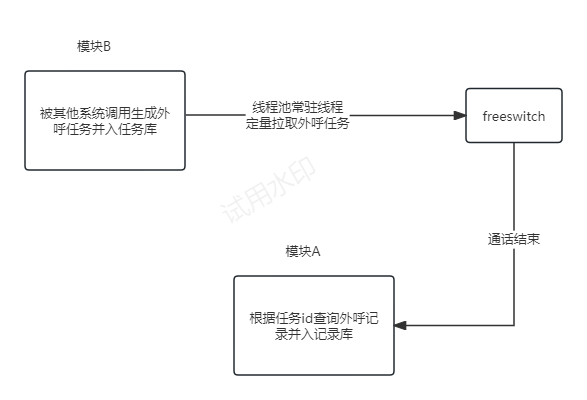 模块B
被其他系统调用生成外
呼任务并入任务库
线程池常驻线程
定量拉取外呼任务
freeswitch
试用水印
通话结束
模块A
根据任务id查询外呼记
录并入记录库